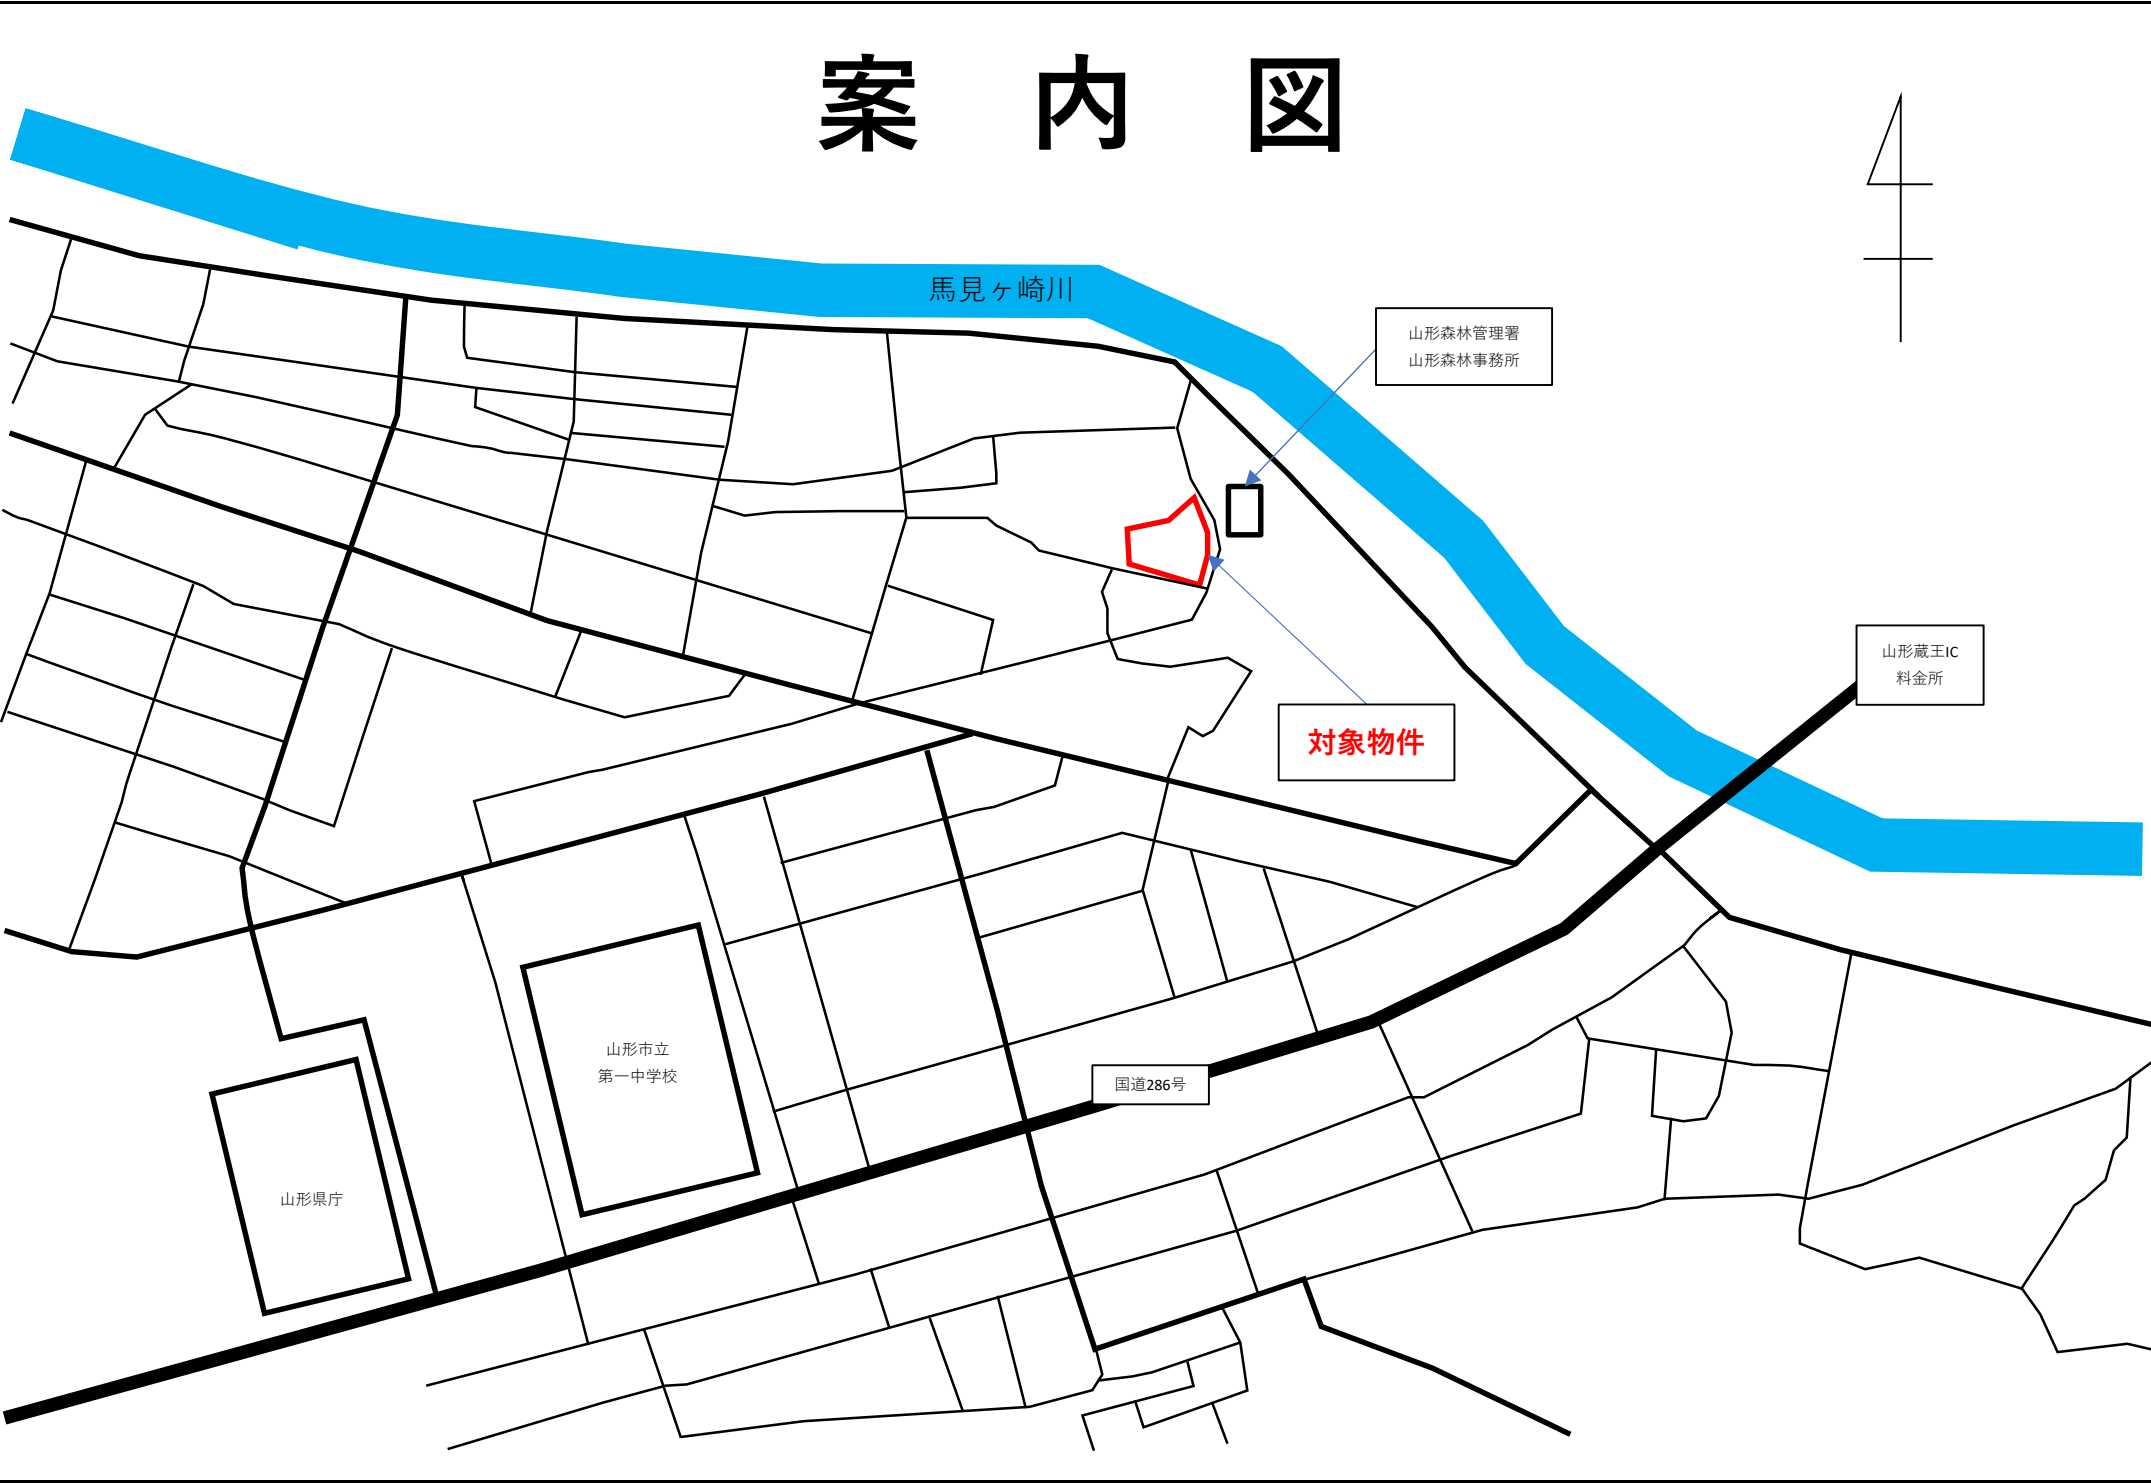 案 内 図
馬見ヶ崎川
山形森林管理署
山形森林事務所
山形蔵王IC
料金所
対象物件
山形市立
第一中学校
国道286号
山形県庁